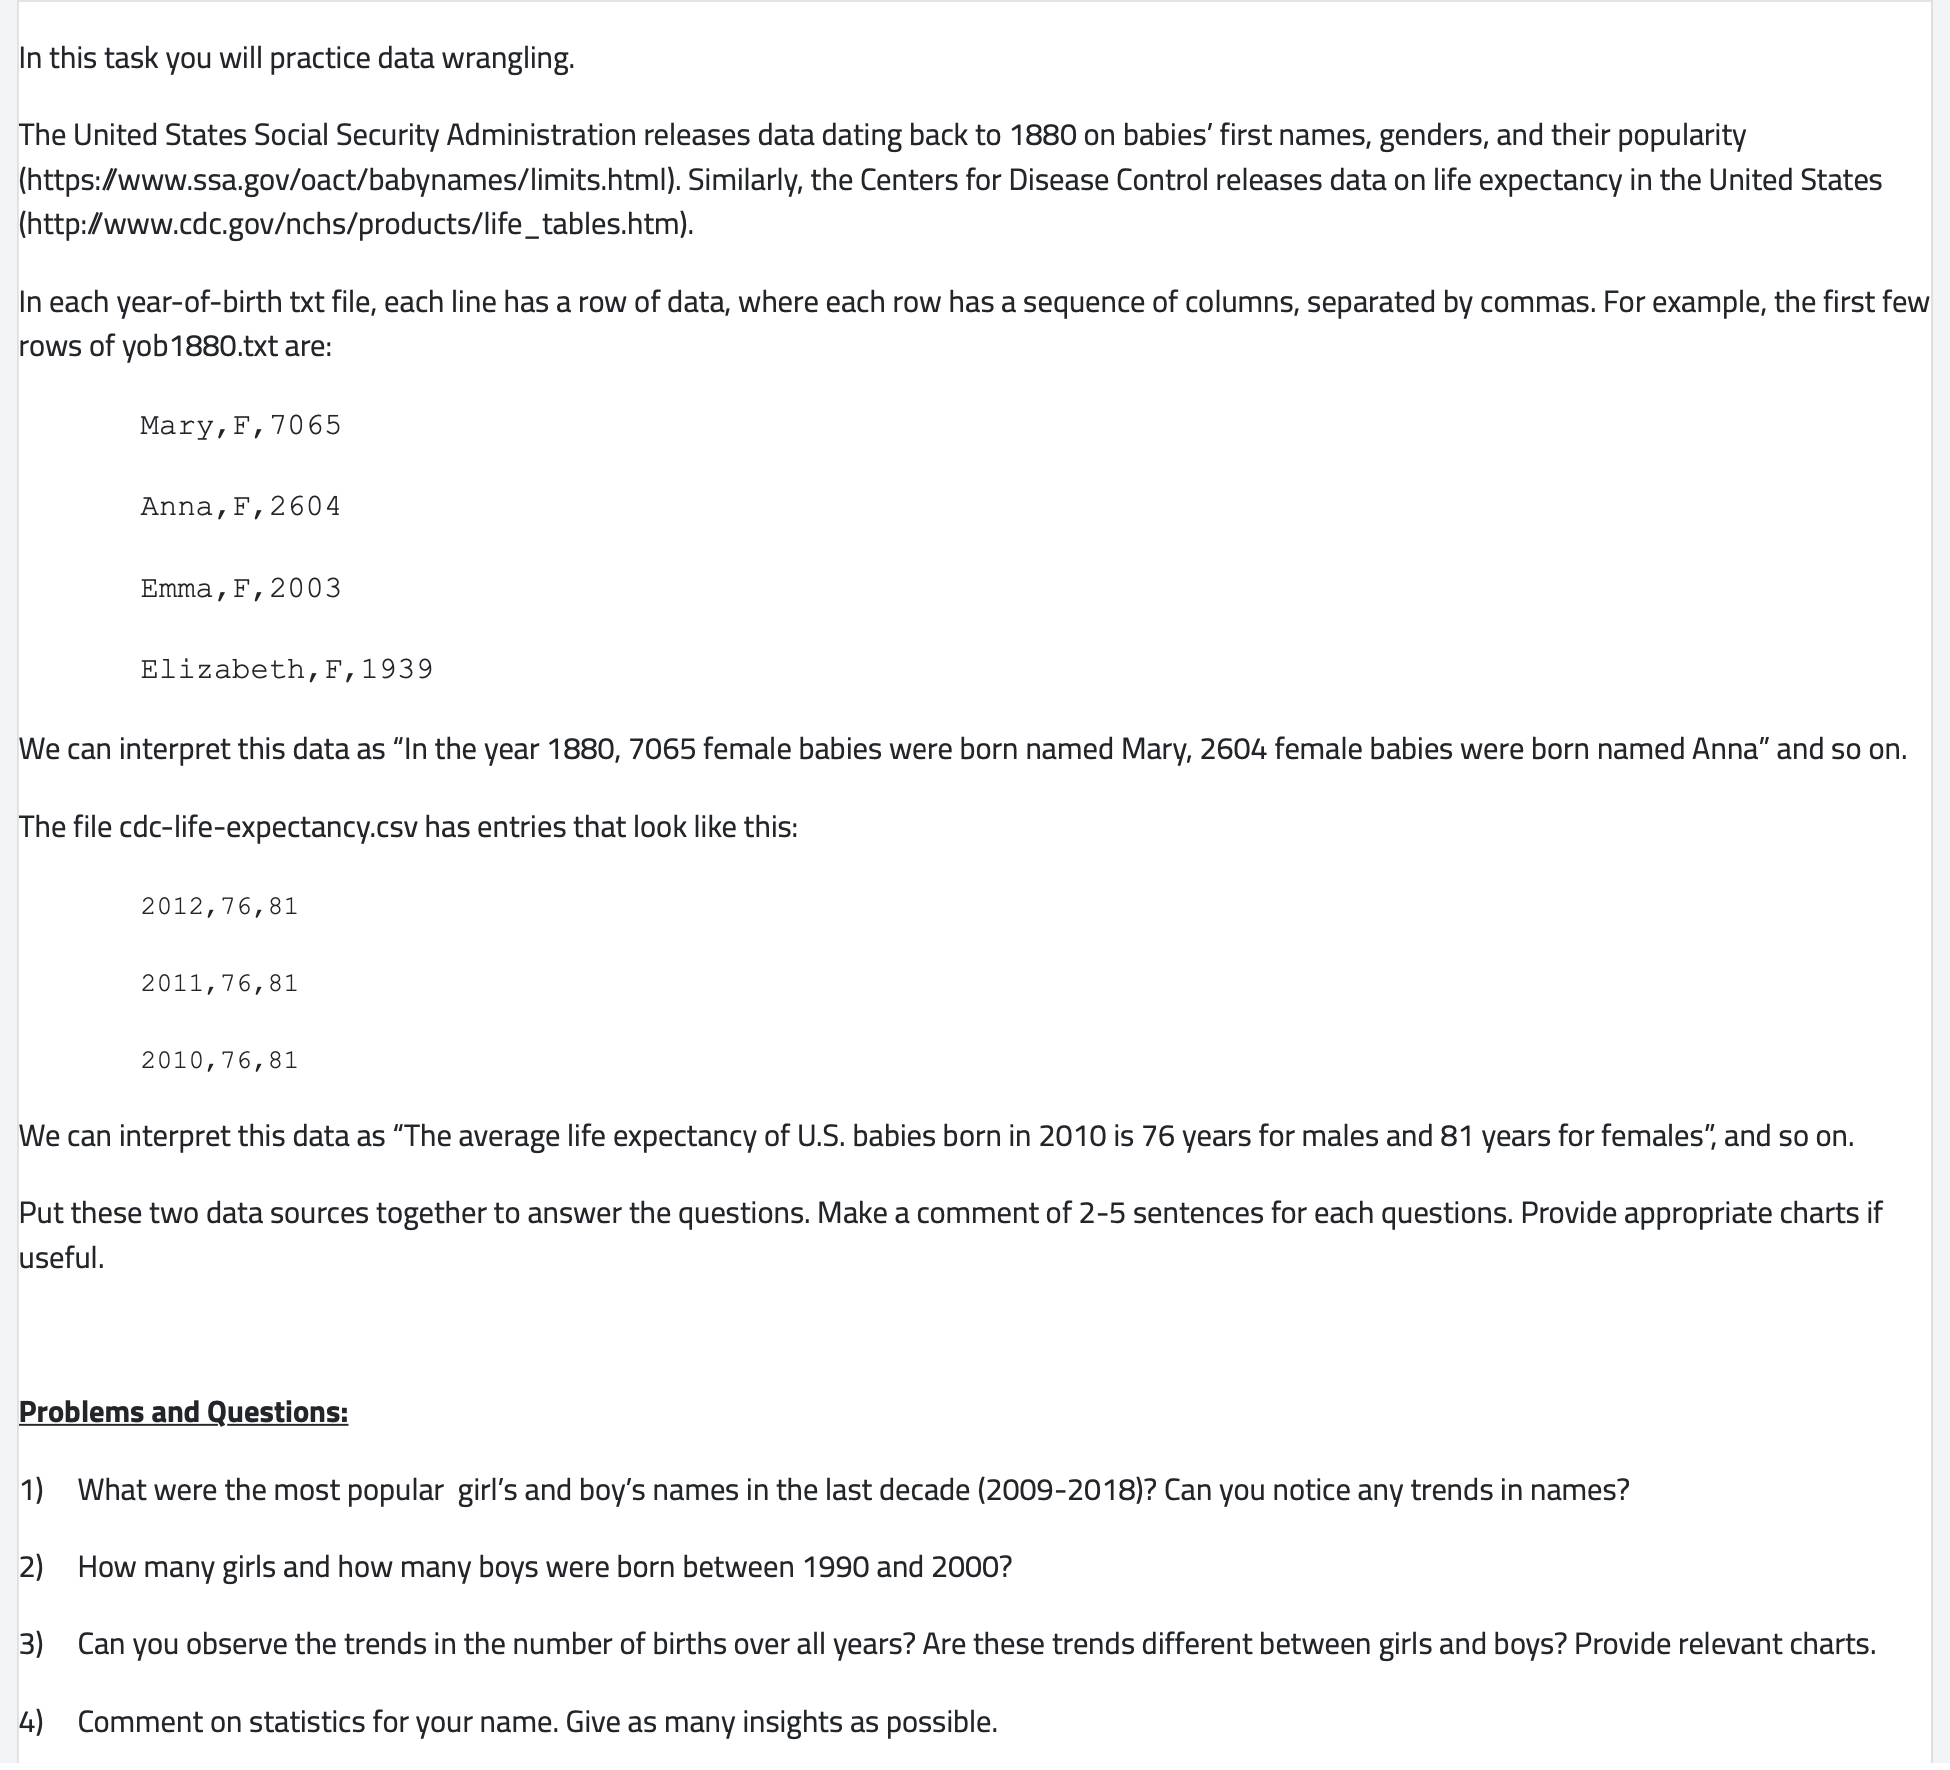 In this task you will practice data wrangling.
The United States Social Security Administration releases data dating back to 1880 on babies’ first names, genders, and their popularity
(https://www.ssa.gov/oact/babynames/limits.html). Similarly, the Centers for Disease Control releases data on life expectancy in the United States
(http://www.cdc.gov/nchs/products/life_tables.htm).
In each year-of-birth txt file, each line has a row of data, where each row has a sequence of columns, separated by commas. For example, the first few
rows of yob1880.txt are:
Mary,F,7065
Anna,F,2604
Emma,F,2003
Elizabeth,F,1939
We can interpret this data as “In the year 1880, 7065 female babies were born named Mary, 2604 female babies were born named Anna” and so on.
The file cdc-life-expectancy.csv has entries that look like this:
2012,76,81
2011,76,81
2010,76,81
We can interpret this data as “The average life expectancy of U.S. babies born in 2010 is 76 years for males and 81 years for females”, and so on.
Put these two data sources together to answer the questions. Make a comment of 2-5 sentences for each questions. Provide appropriate charts if
useful.
Problems and Questions:
1) What were the most popular girl’s and boy’s names in the last decade (2009-2018)? Can you notice any trends in names?
2) How many girls and how many boys were born between 1990 and 2000?
3) Can you observe the trends in the number of births over all years? Are these trends different between girls and boys? Provide relevant charts.
4) Comment on statistics for your name. Give as many insights as possible.